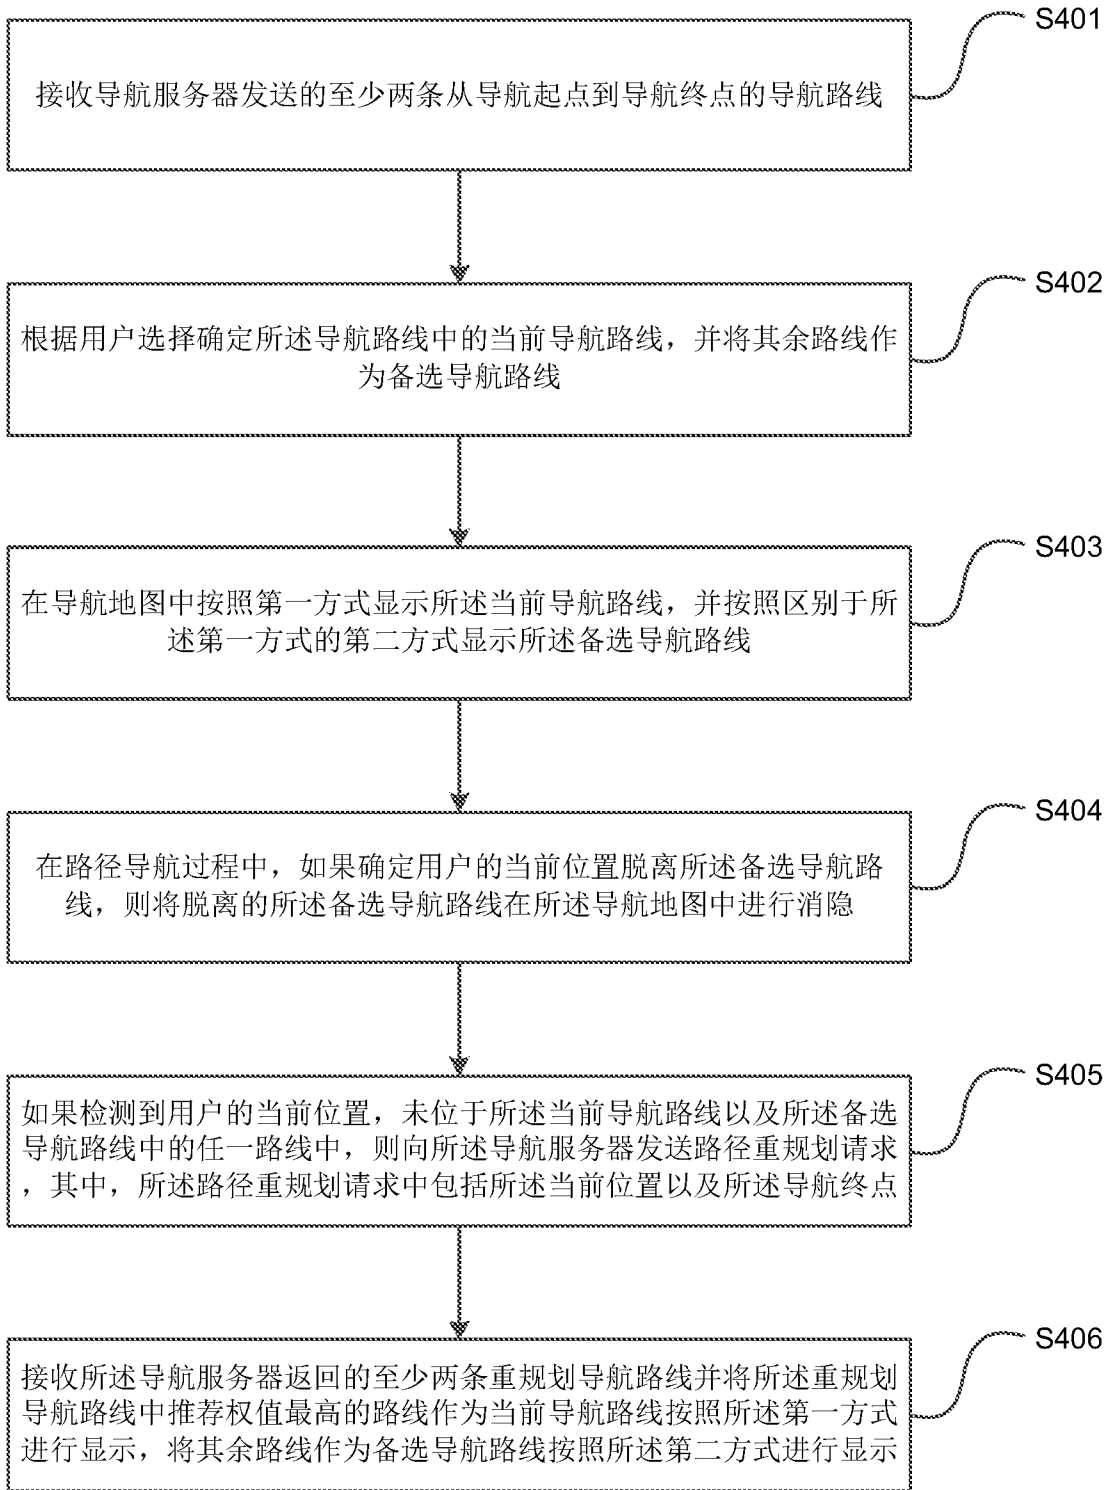 S401
接收导航服务器发送的至少两条从导航起点到导航终点的导航路线
S402
根据用户选择确定所述导航路线中的当前导航路线，并将其余路线作
为备选导航路线
S403
在导航地图中按照第一方式显示所述当前导航路线，并按照区别于所
述第一方式的第二方式显示所述备选导航路线
S404
在路径导航过程中，如果确定用户的当前位置脱离所述备选导航路
线，则将脱离的所述备选导航路线在所述导航地图中进行消隐
S405
如果检测到用户的当前位置，未位于所述当前导航路线以及所述备选
导航路线中的任一路线中，则向所述导航服务器发送路径重规划请求
，其中，所述路径重规划请求中包括所述当前位置以及所述导航终点
S406
接收所述导航服务器返回的至少两条重规划导航路线并将所述重规划
导航路线中推荐权值最高的路线作为当前导航路线按照所述第一方式
进行显示，将其余路线作为备选导航路线按照所述第二方式进行显示